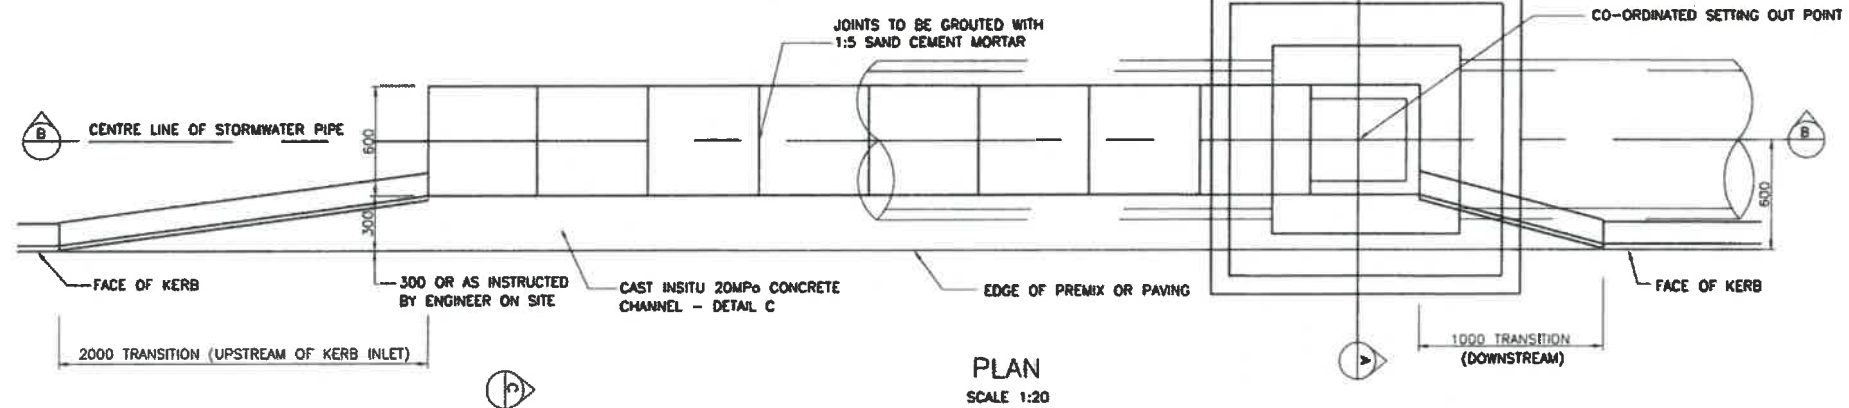 JOINTS TO BE GROUTED WITH
1:5 SAND CEMENT MORTAR
CO-ORDINATED SETTING OUT POINT
B
CENTRE LINE OF STORMWATER PIPE
600
B
600
300
FACE OF KERB
300 OR AS INSTRUCTED
BY ENGINEER ON SITE
CAST INSITU 20MPa CONCRETE
CHANNEL - DETAIL C
EDGE OF PREMIX OR PAVING
FACE OF KERB
2000 TRANSITION (UPSTREAM OF KERB INLET)
1000 TRANSITION
(DOWNSTREAM)
A
C
PLAN
SCALE 1:20